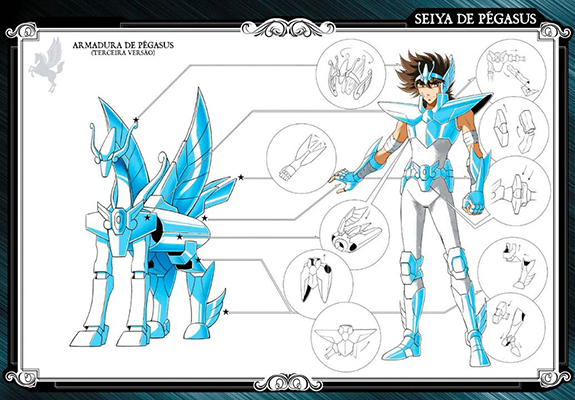 SEIYA DE PÉGASUS
ARMADURA DE PÉGASUS
(TERCEIRA VERSÃO)